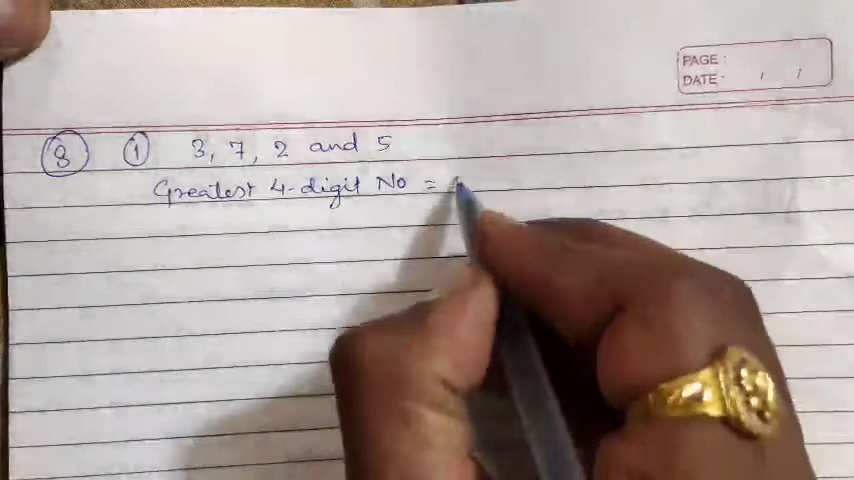 PAGE :
DATE : / /
8 1 3, 7, 2 and 5
Greatest 4-digit No =